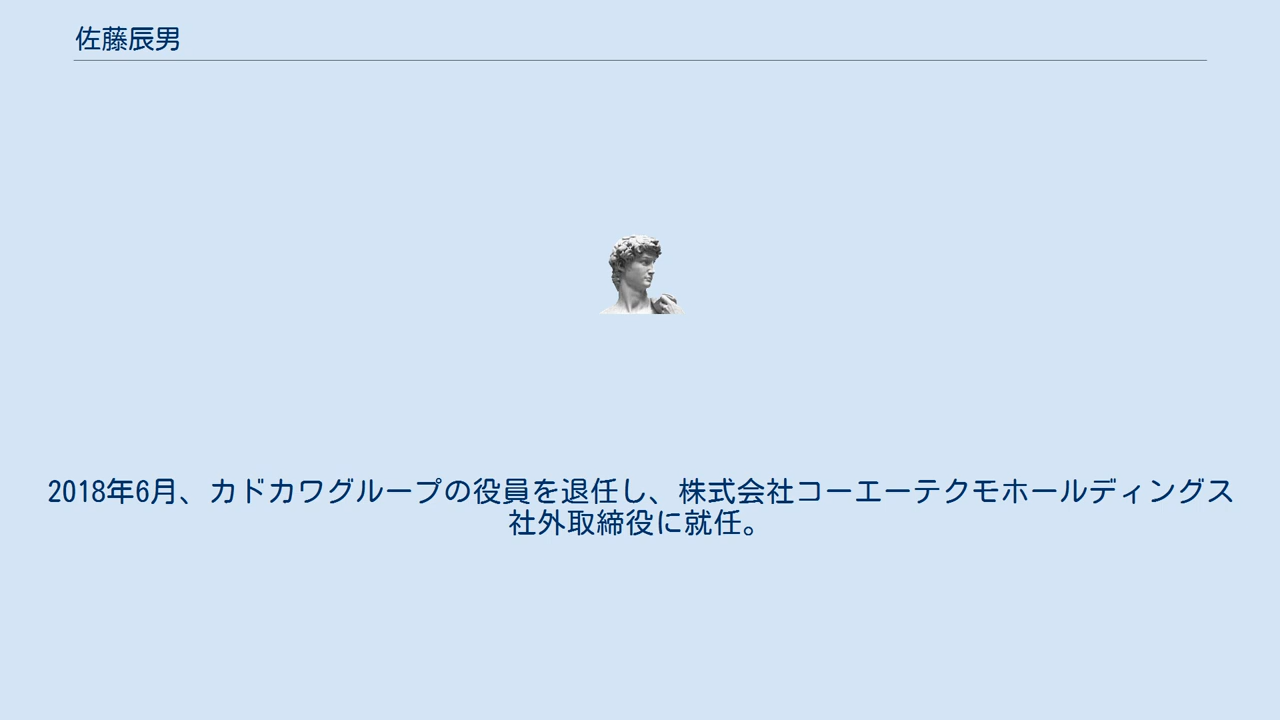 佐藤辰男
2018年6月、カドカワグループの役員を退任し、株式会社コーエーテクモホールディングス
社外取締役に就任。